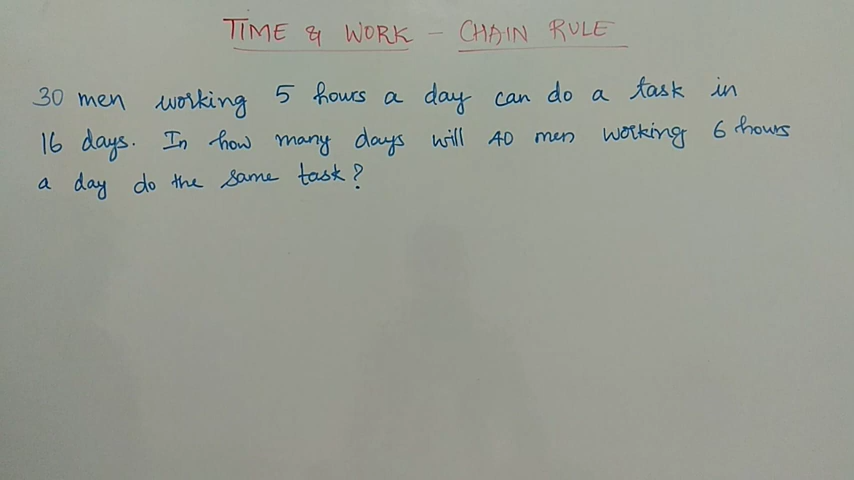 TIME & WORK - CHAIN RULE
30 men working 5 hours a day can do a task in
16 days. In how many days will 40 men working 6 hours
a day do the same task?